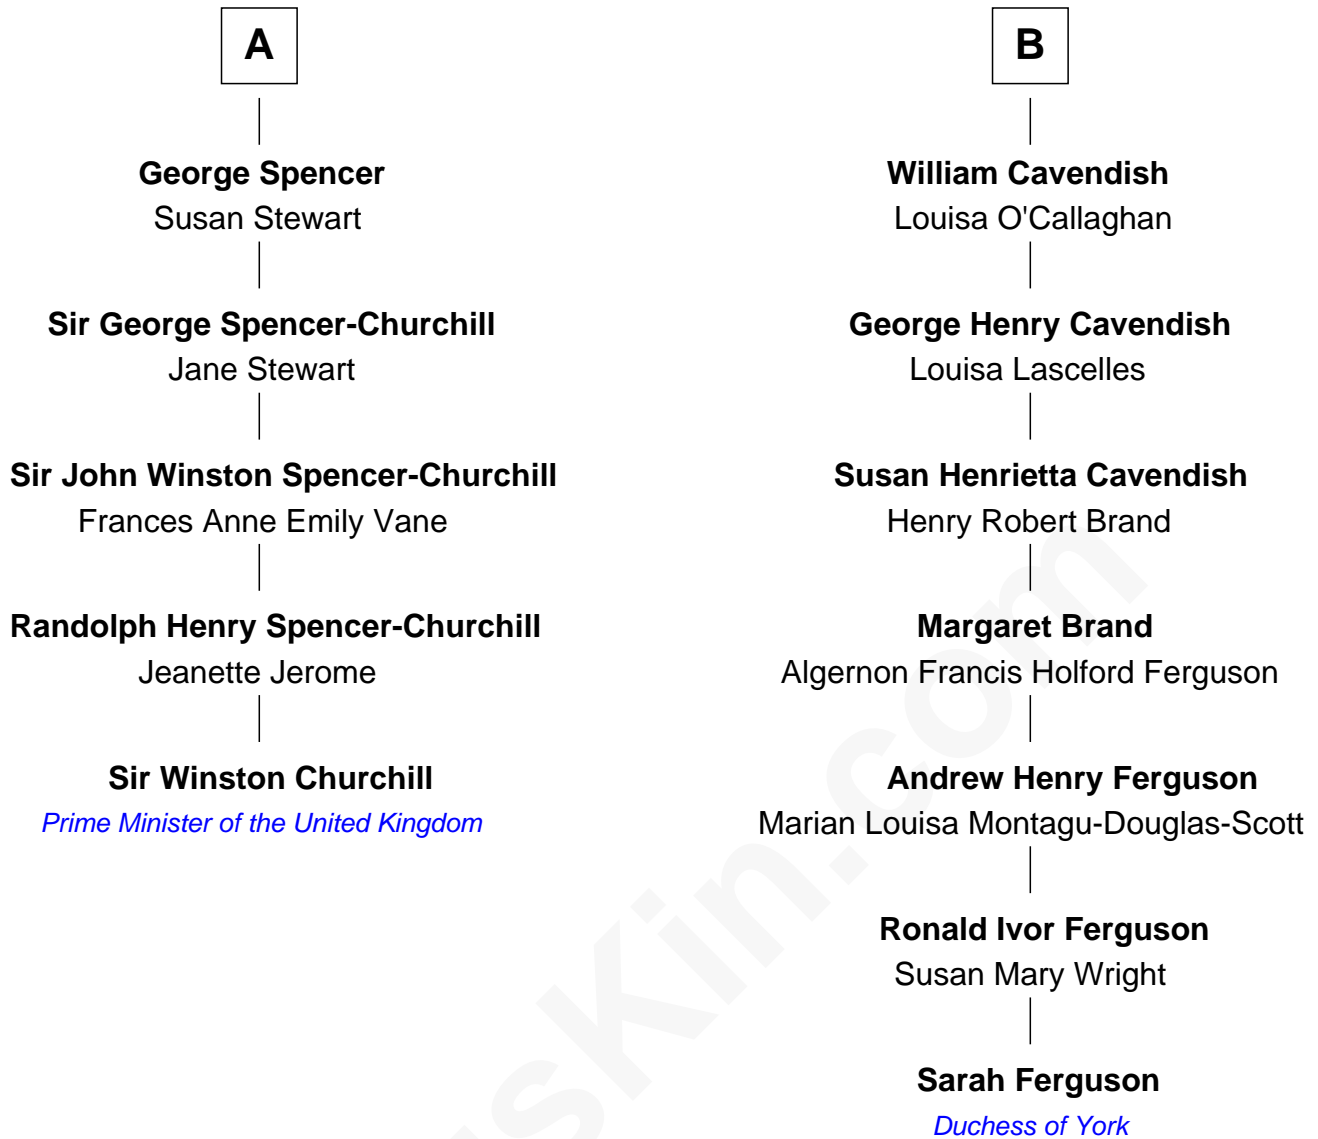 A
George Spencer
Susan Stewart
Sir George Spencer-Churchill
Jane Stewart
Sir John Winston Spencer-Churchill
Frances Anne Emily Vane
Randolph Henry Spencer-Churchill
Jeanette Jerome
Sir Winston Churchill
Prime Minister of the United Kingdom
B
William Cavendish
Louisa O'Callaghan
George Henry Cavendish
Louisa Lascelles
Susan Henrietta Cavendish
Henry Robert Brand
Margaret Brand
Algernon Francis Holford Ferguson
Andrew Henry Ferguson
Marian Louisa Montagu-Douglas-Scott
Ronald Ivor Ferguson
Susan Mary Wright
Sarah Ferguson
Duchess of York
sKin.com